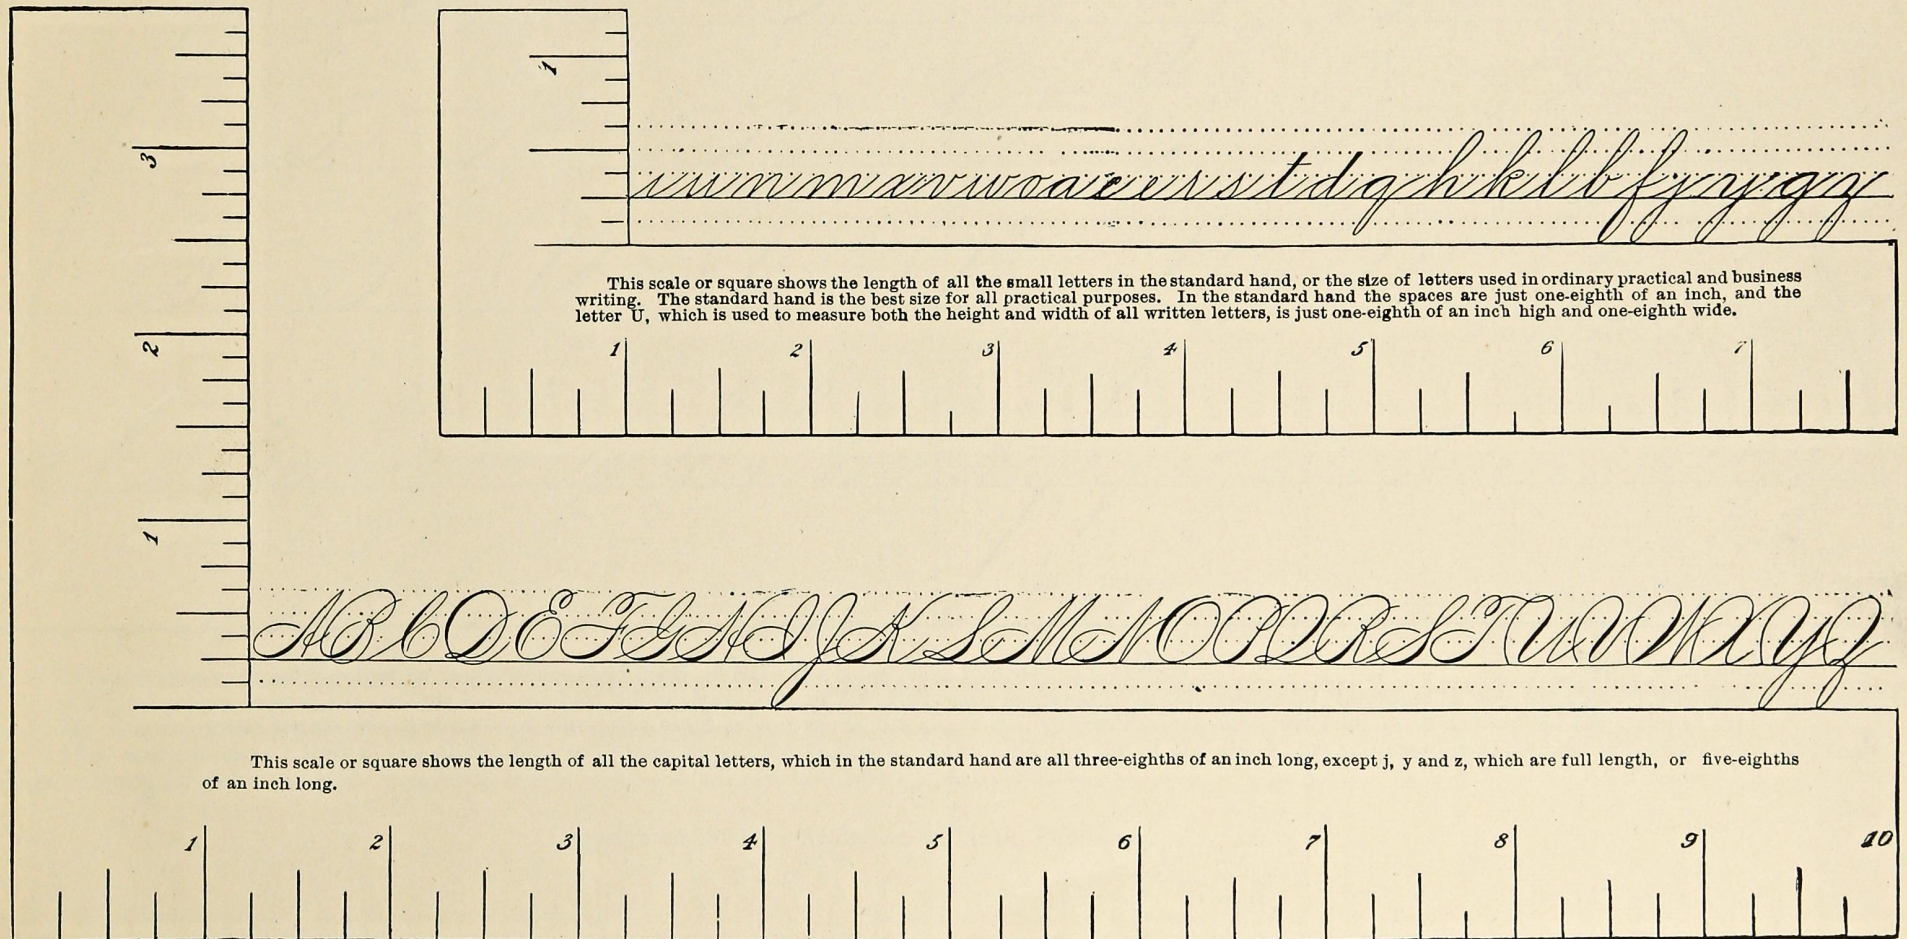 1
i u n m x v w o a c e r s t d q h k l b f j y g z
This scale or square shows the length of all the small letters in the standard hand, or the size of letters used in ordinary practical and business
writing. The standard hand is the best size for all practical purposes. In the standard hand the spaces are just one-eighth of an inch, and the
letter U, which is used to measure both the height and width of all written letters, is just one-eighth of an inch high and one-eighth wide.
1 2 3 4 5 6 7
3
2
1
A B C D E F G H I J K L M N O P Q R S T U V W X Y Z
This scale or square shows the length of all the capital letters, which in the standard hand are all three-eighths of an inch long, except j, y and z, which are full length, or five-eighths
of an inch long.
1 2 3 4 5 6 7 8 9 10